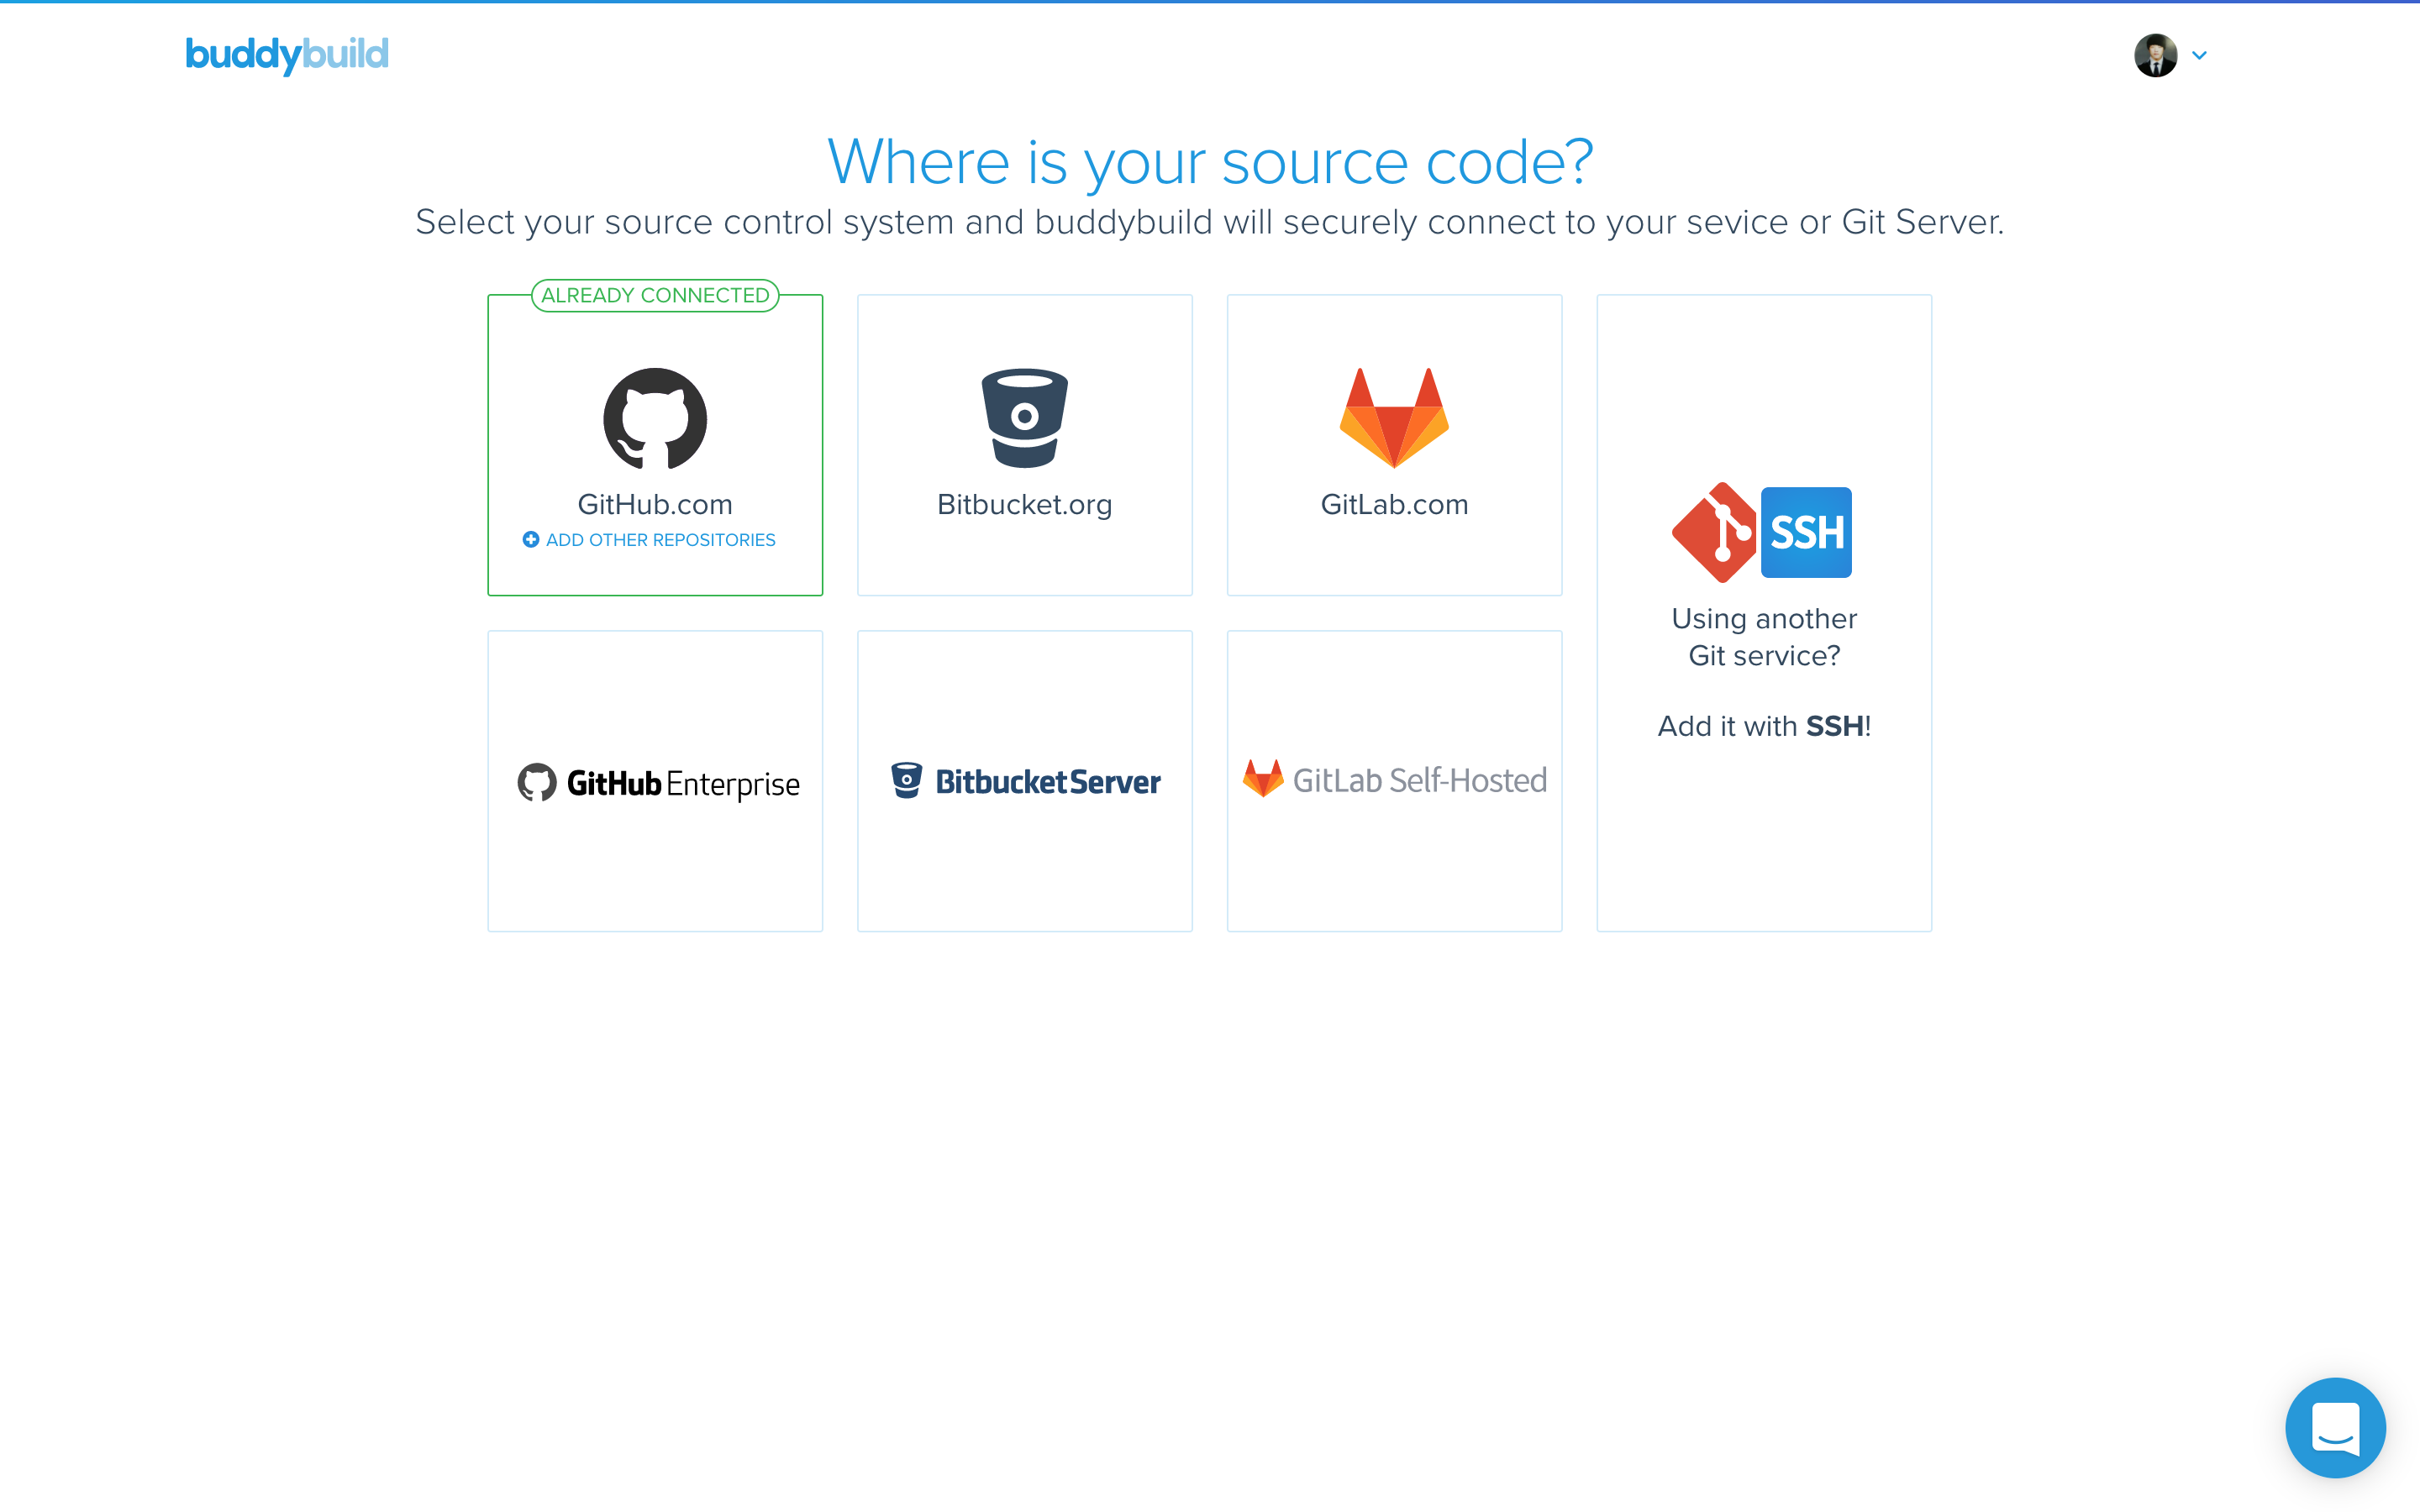 buddybuild
Where is your source code?
Select your source control system and buddybuild will securely connect to your sevice or Git Server.
ALREADY CONNECTED
GitHub.com
ADD OTHER REPOSITORIES
Bitbucket.org
GitLab.com
SSH
Using another
Git service?
Add it with SSH!
GitHub Enterprise
Bitbucket Server
GitLab Self-Hosted